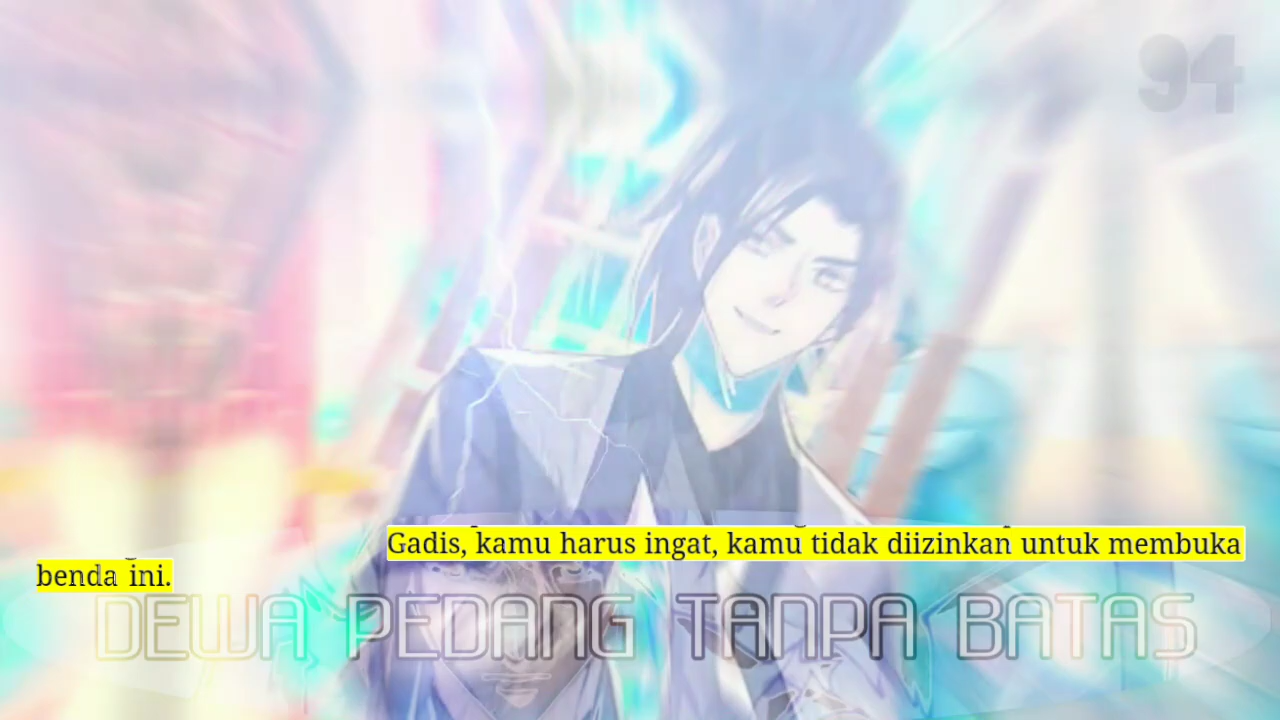 94
Gadis, kamu harus ingat, kamu tidak diizinkan untuk membuka
benda ini.
DEWA PEDANG TANPA BATAS